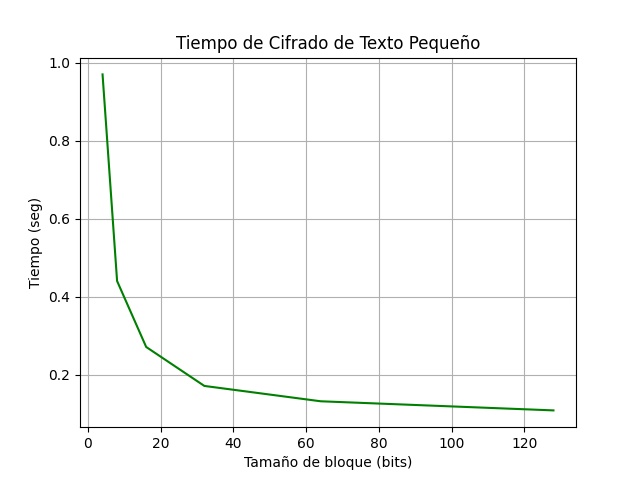 Tiempo de Cifrado de Texto Pequeño
1.0
0.8
0.6
0.4
0.2
Tiempo (seg)
0 20 40 60 80 100 120
Tamaño de bloque (bits)